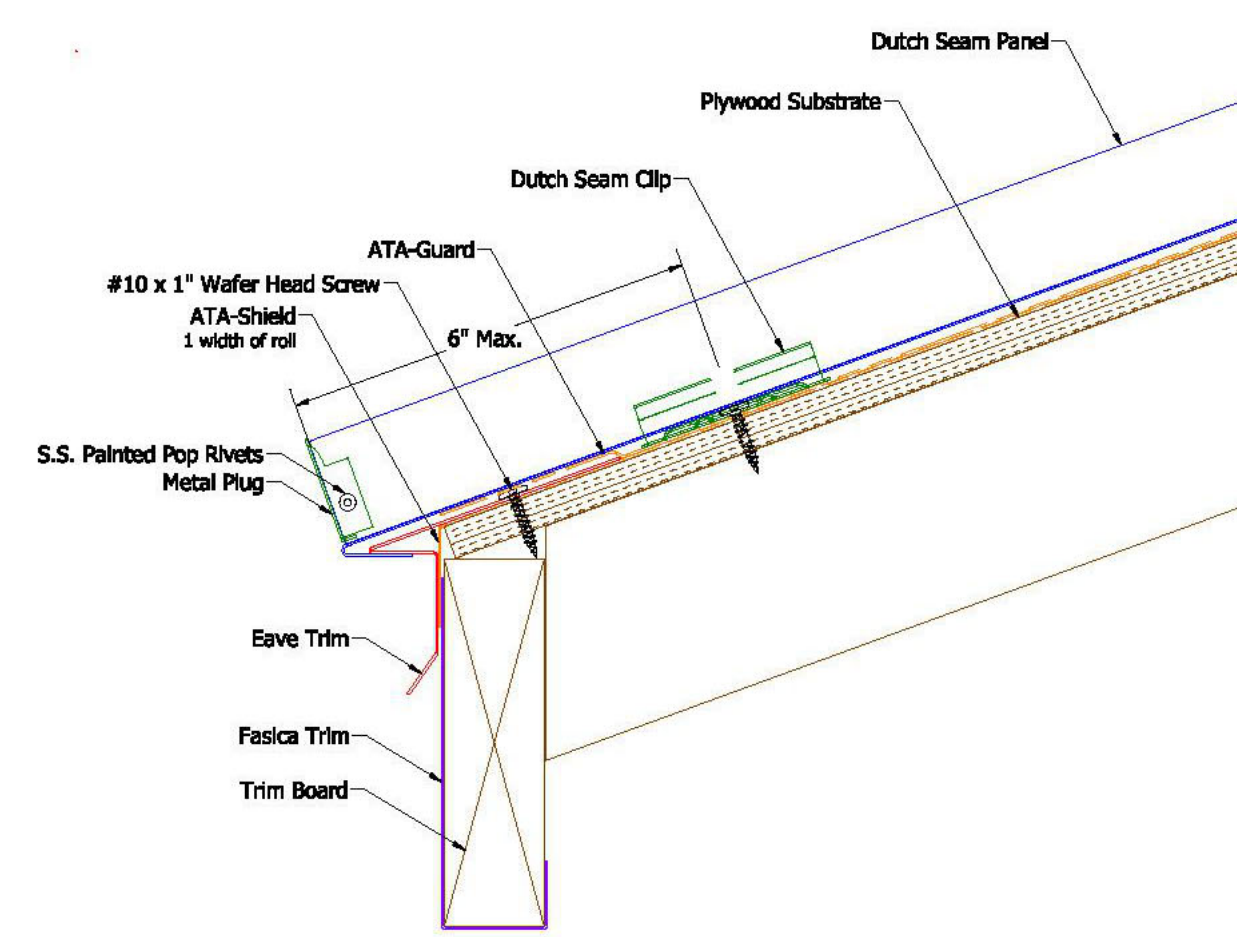 Dutch Seam Panel
Plywood Substrate
Dutch Seam Clip
ATA-Guard
#10 x 1" Wafer Head Screw
ATA-Shield
1 width of roll
6" Max.
S.S. Painted Pop Rivets
Metal Plug
Eave Trim
Fasica Trim
Trim Board